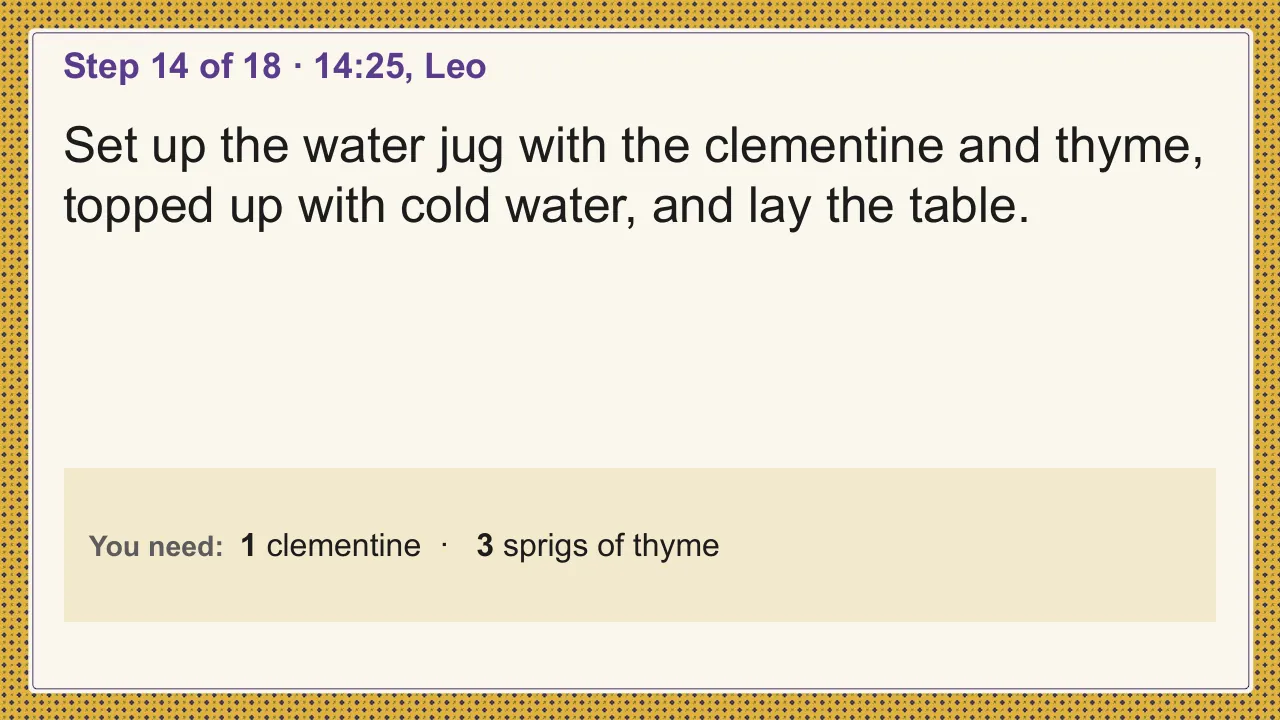 Step 14 of 18 · 14:25, Leo
Set up the water jug with the clementine and thyme,
topped up with cold water, and lay the table.
You need: 1 clementine · 3 sprigs of thyme